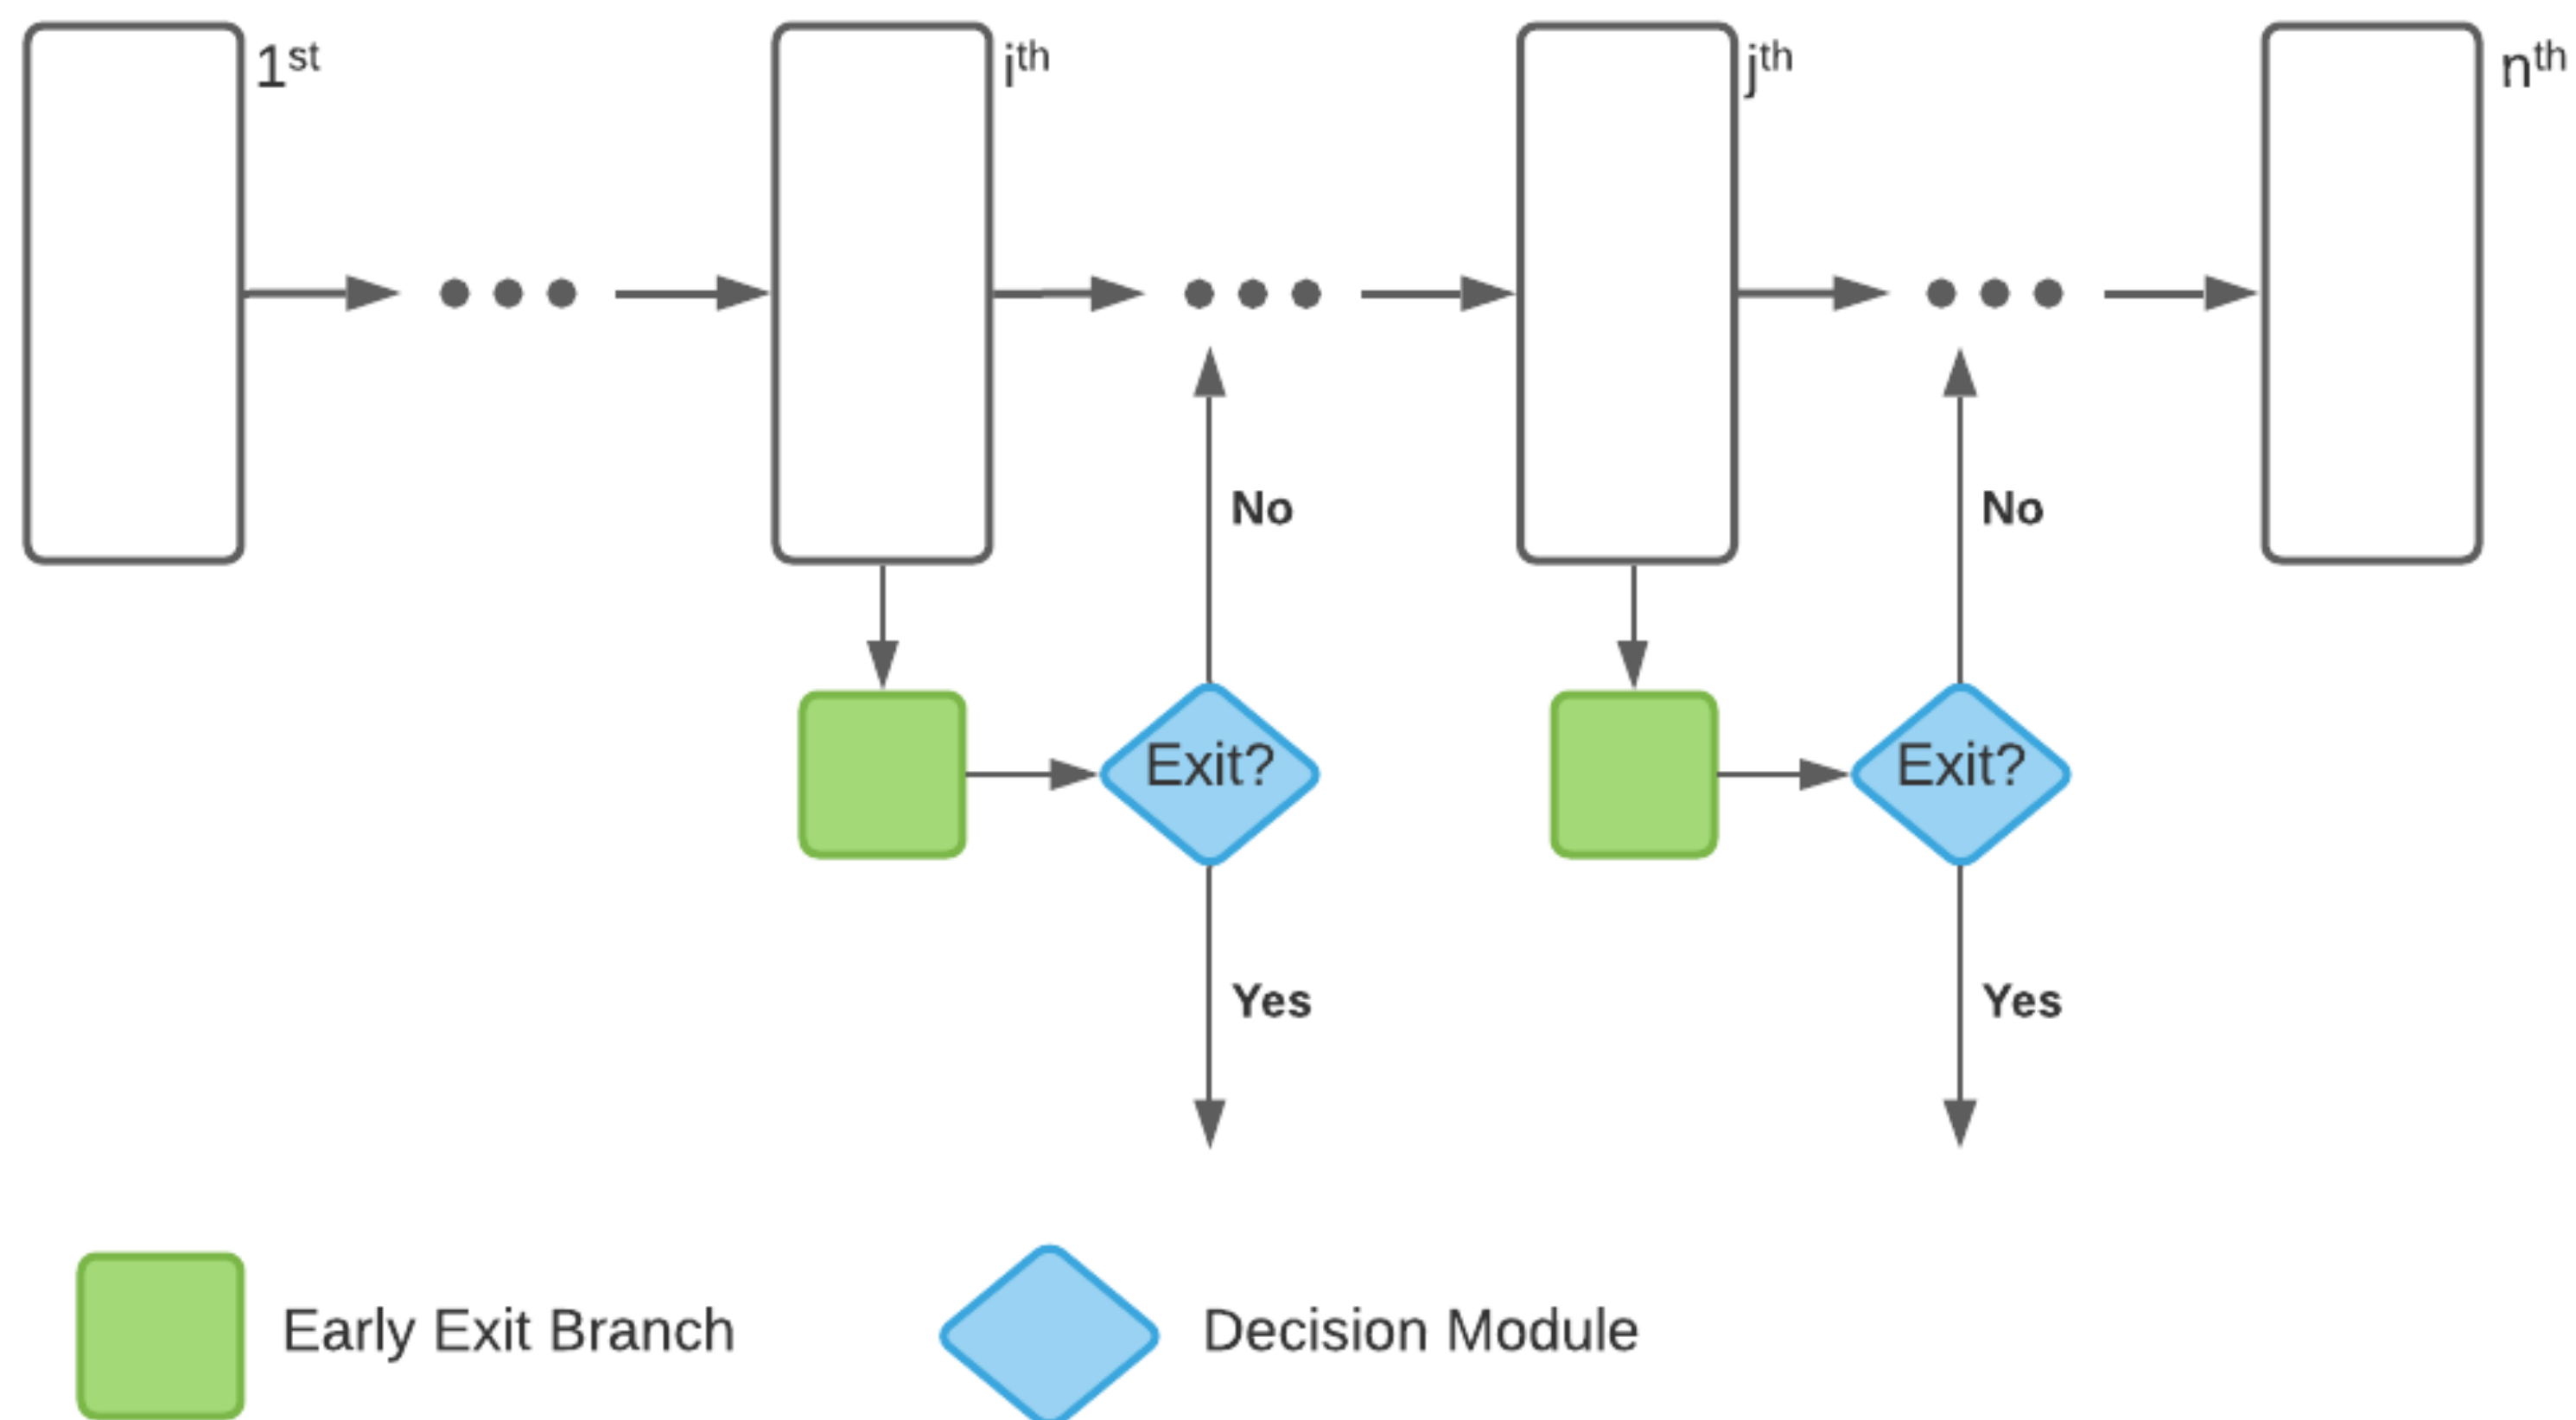 1st
ith
jth
nth
No
No
Exit?
Exit?
Yes
Yes
Early Exit Branch
Decision Module